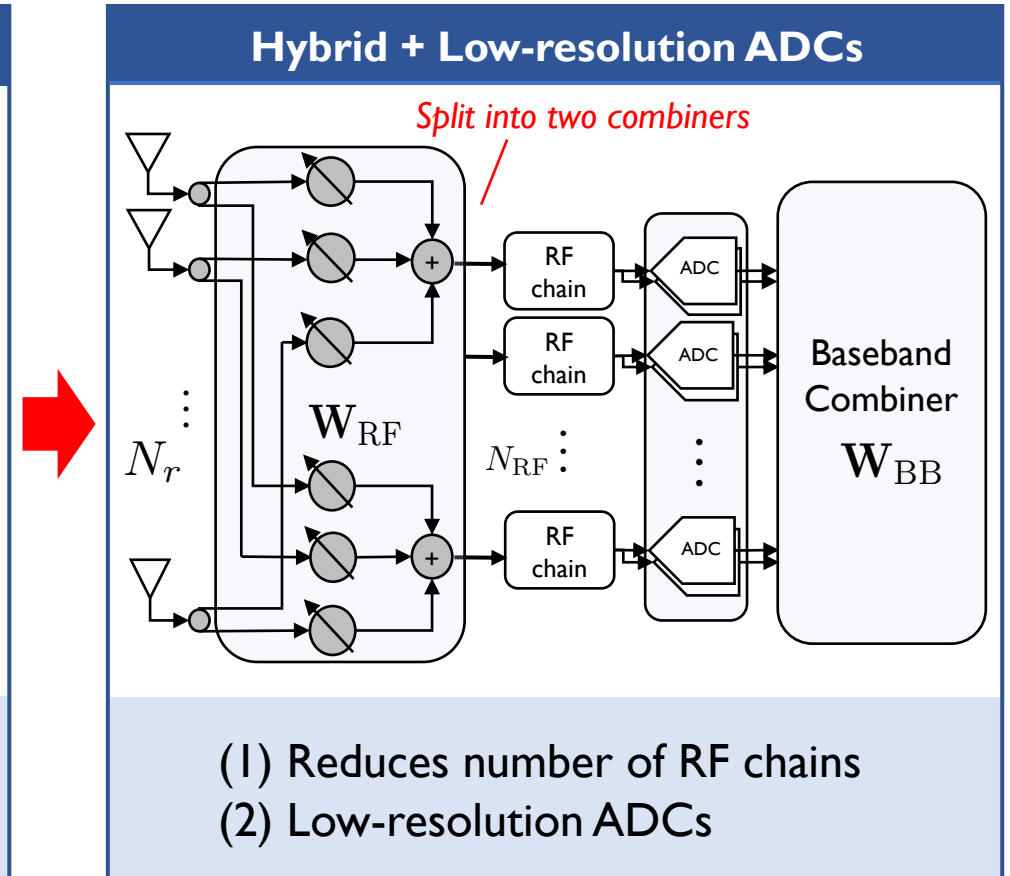 Hybrid + Low-resolution ADCs
Split into two combiners
+
RF
chain
ADC
RF
chain
ADC
Baseband
Combiner
W_BB
W_RF
N_r
⋮
N_RF
⋮
⋮
+
RF
chain
ADC
(1) Reduces number of RF chains
(2) Low-resolution ADCs